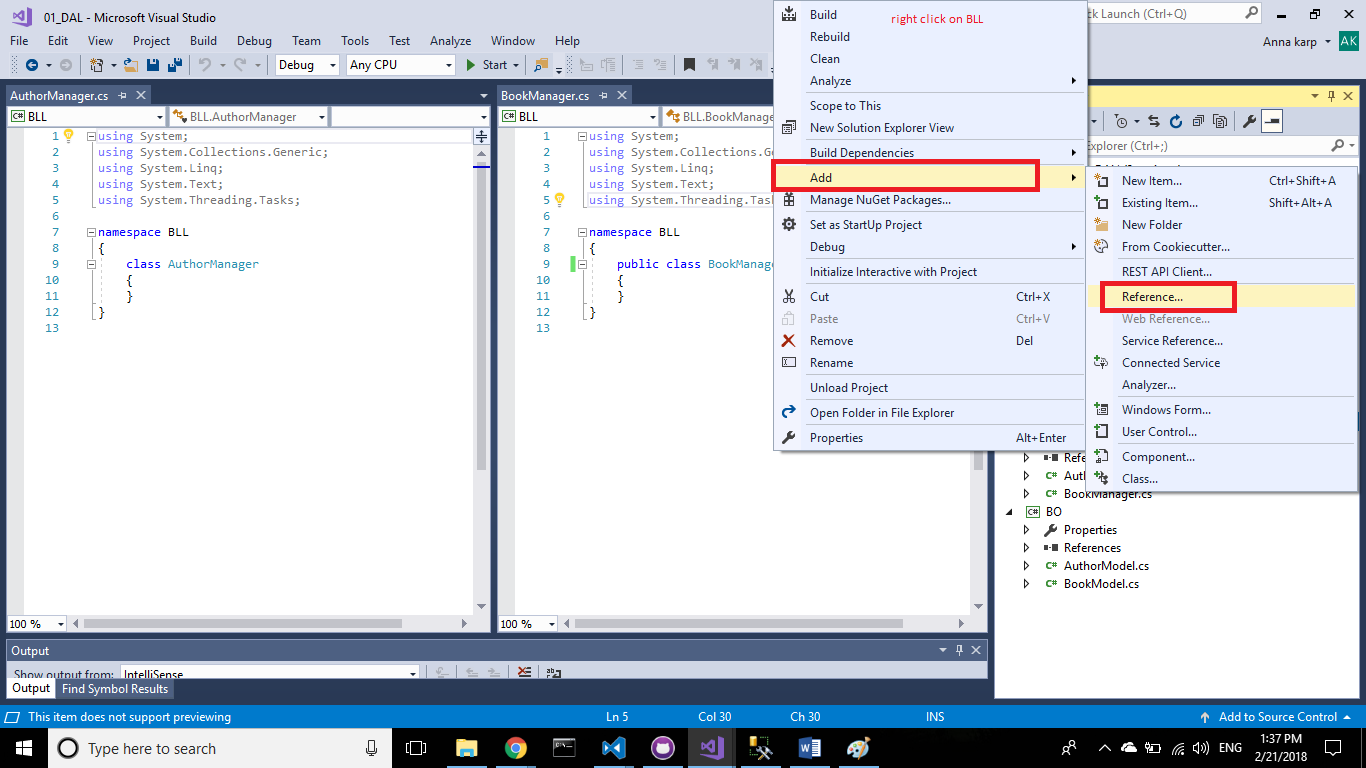 01_DAL - Microsoft Visual Studio
ck Launch (Ctrl+Q)
File Edit View Project Build Debug Team Tools Test Analyze Window Help
Anna karp AK
Debug Any CPU Start
AuthorManager.cs
BLL BLL.AuthorManager
1 using System;
2 using System.Collections.Generic;
3 using System.Linq;
4 using System.Text;
5 using System.Threading.Tasks;
6
7 namespace BLL
8 {
9 class AuthorManager
10 {
11 }
12 }
13
100 %
BookManager.cs
BLL BLL.BookManage
1 using System;
2 using System.Collections.Ge
3 using System.Linq;
4 using System.Text;
5 using System.Threading.Task
6
7 namespace BLL
8 {
9 public class BookManage
10 {
11 }
12 }
13
100 %
right click on BLL
Build
Rebuild
Clean
Analyze
Scope to This
New Solution Explorer View
Build Dependencies
Add
Manage NuGet Packages...
Set as StartUp Project
Debug
Initialize Interactive with Project
Cut Ctrl+X
Paste Ctrl+V
Remove Del
Rename
Unload Project
Open Folder in File Explorer
Properties Alt+Enter
Explorer (Ctrl+;)
New Item... Ctrl+Shift+A
Existing Item... Shift+Alt+A
New Folder
From Cookiecutter...
REST API Client...
Reference...
Web Reference...
Service Reference...
Connected Service
Analyzer...
Windows Form...
User Control...
Component...
Class...
Refe
C# Aut
C# BookManager.cs
C# BO
Properties
References
C# AuthorModel.cs
C# BookModel.cs
Output
Show output from: IntelliSense
Output Find Symbol Results
This item does not support previewing Ln 5 Col 30 Ch 30 INS Add to Source Control
Type here to search
ENG
1:37 PM
2/21/2018